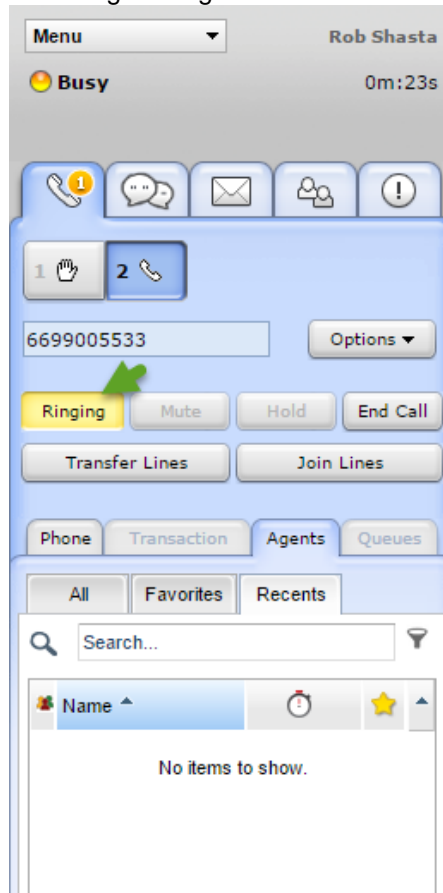 Menu Rob Shasta
Busy 0m:23s
1
1 2
6699005533 Options
Ringing Mute Hold End Call
Transfer Lines Join Lines
Phone Transaction Agents Queues
All Favorites Recents
Search...
Name
No items to show.